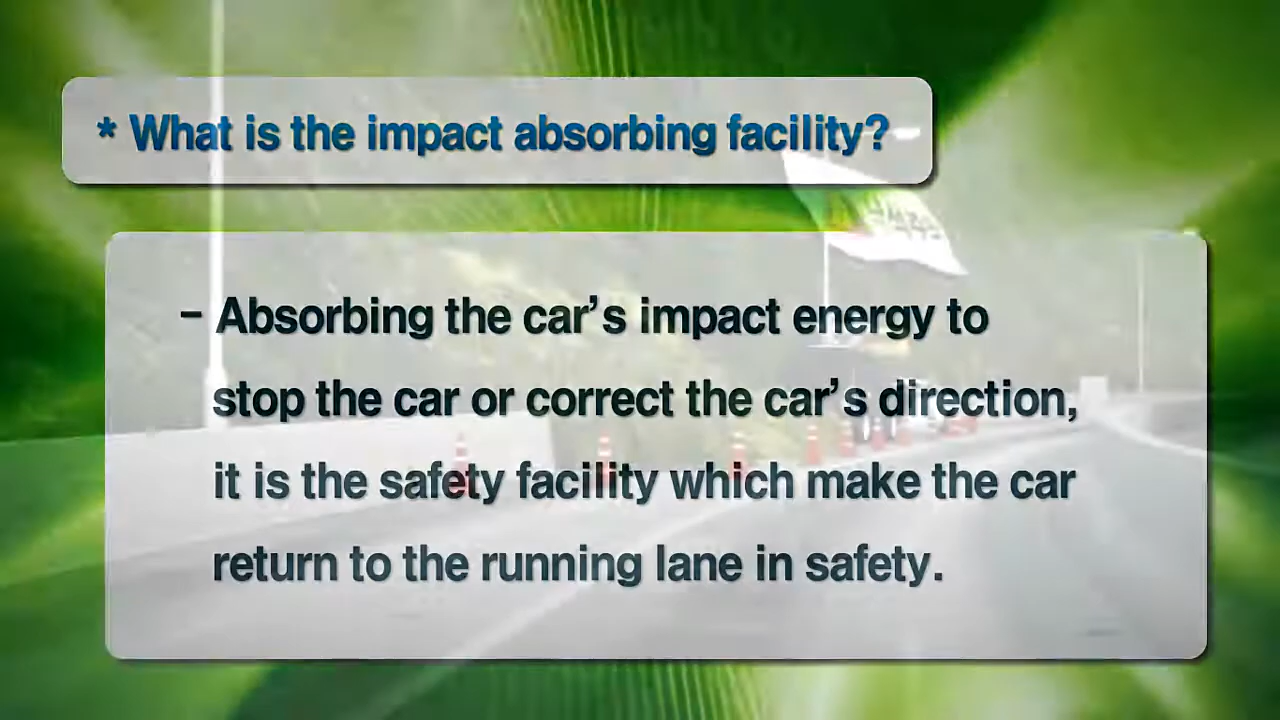 * What is the impact absorbing facility?
– Absorbing the car's impact energy to
stop the car or correct the car's direction,
it is the safety facility which make the car
return to the running lane in safety.